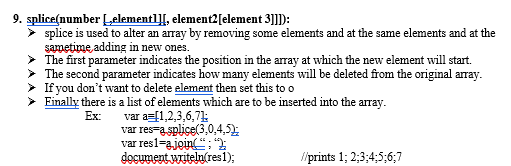 9. splice(number [ ,element1][, element2[element 3]]]):
➤ splice is used to alter an array by removing some elements and at the same elements and at the
sametime adding in new ones.
➤ The first parameter indicates the position in the array at which the new element will start.
➤ The second parameter indicates how many elements will be deleted from the original array.
➤ If you don't want to delete element then set this to o
➤ Finally there is a list of elements which are to be inserted into the array.
Ex: var a=[1,2,3,6,7];
var res=a.splice(3,0,4,5);
var res1=a.join(“ ; “);
document.writeln(res1); //prints 1; 2;3;4;5;6;7